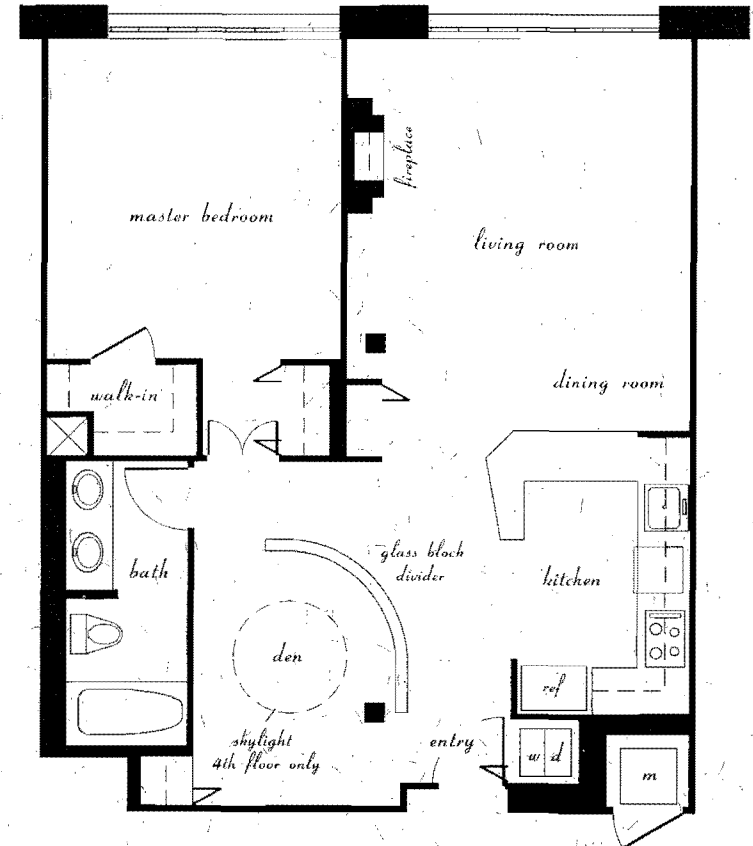 fireplace
master bedroom
living room
walk-in
dining room
glass block
divider
bath
kitchen
den
ref
skylight
4th floor only
entry
w d
m